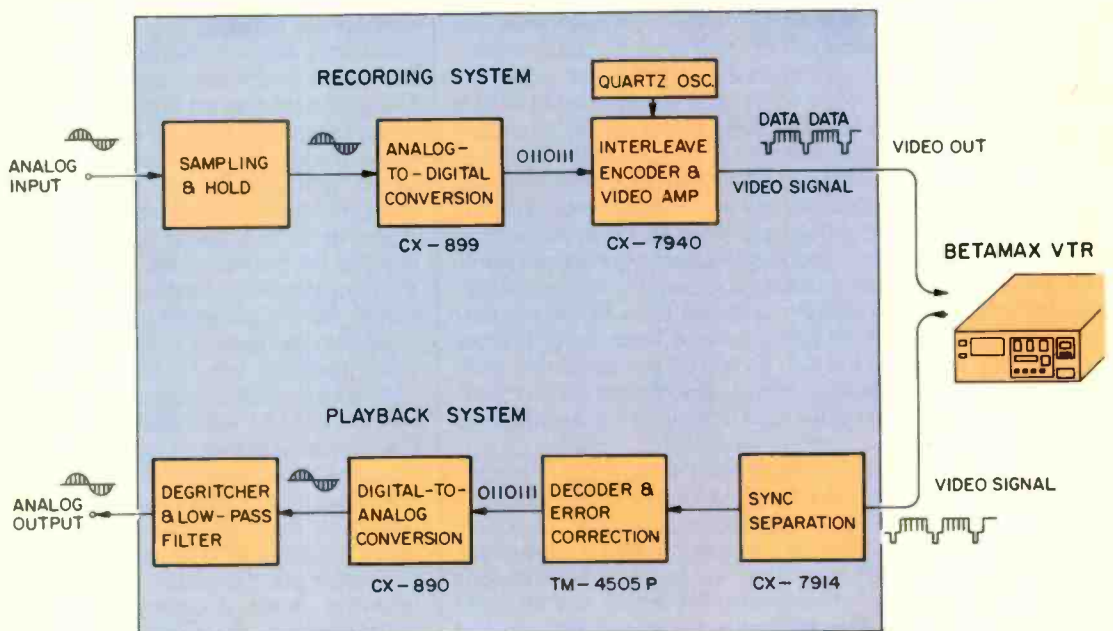 RECORDING SYSTEM
QUARTZ OSC.
ANALOG
INPUT
SAMPLING
& HOLD
ANALOG-
TO-DIGITAL
CONVERSION
CX-899
0110111
INTERLEAVE
ENCODER &
VIDEO AMP
CX-7940
DATA DATA
VIDEO SIGNAL
VIDEO OUT
BETAMAX VTR
PLAYBACK SYSTEM
ANALOG
OUTPUT
DEGRITCHER
& LOW-PASS
FILTER
DIGITAL-TO-
ANALOG
CONVERSION
CX-890
0110111
DECODER &
ERROR
CORRECTION
TM-4505P
SYNC
SEPARATION
CX-7914
VIDEO SIGNAL